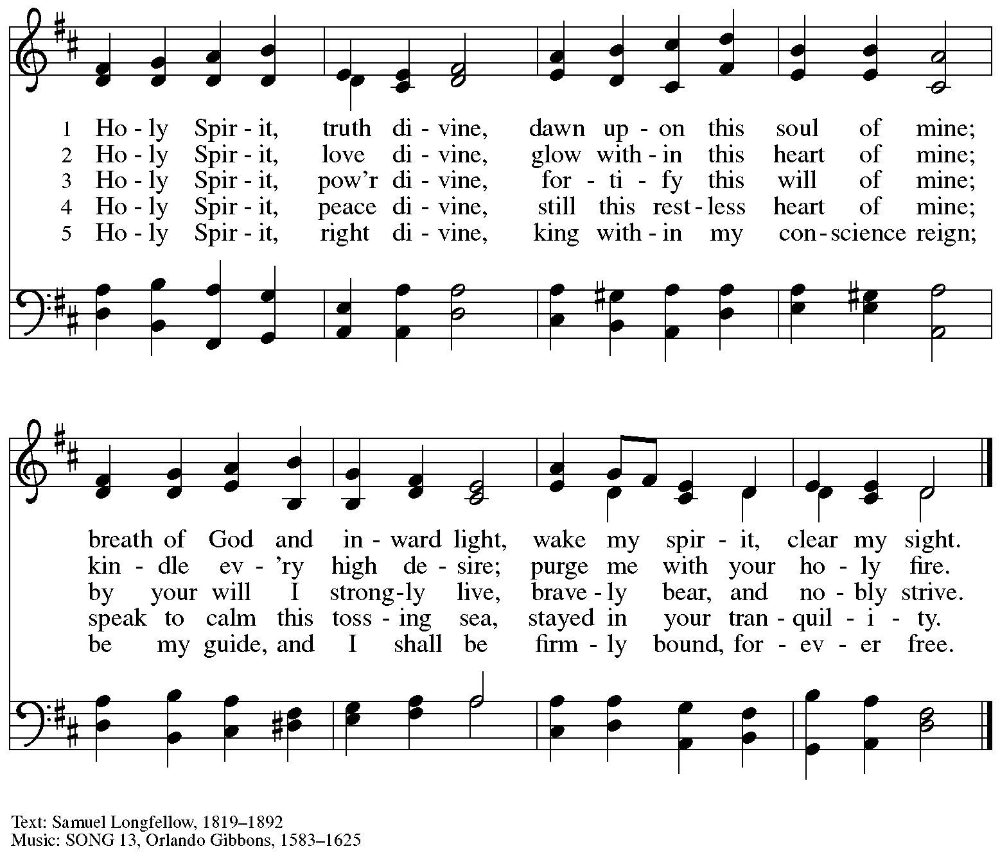 1 Ho - ly Spir - it, truth di - vine, dawn up - on this soul of mine;
2 Ho - ly Spir - it, love di - vine, glow with - in this heart of mine;
3 Ho - ly Spir - it, pow'r di - vine, for - ti - fy this will of mine;
4 Ho - ly Spir - it, peace di - vine, still this rest - less heart of mine;
5 Ho - ly Spir - it, right di - vine, king with - in my con - science reign;
breath of God and in - ward light, wake my spir - it, clear my sight.
kin - dle ev - 'ry high de - sire; purge me with your ho - ly fire.
by your will I strong - ly live, brave - ly bear, and no - bly strive.
speak to calm this toss - ing sea, stayed in your tran - quil - i - ty.
be my guide, and I shall be firm - ly bound, for - ev - er free.
Text: Samuel Longfellow, 1819–1892
Music: SONG 13, Orlando Gibbons, 1583–1625